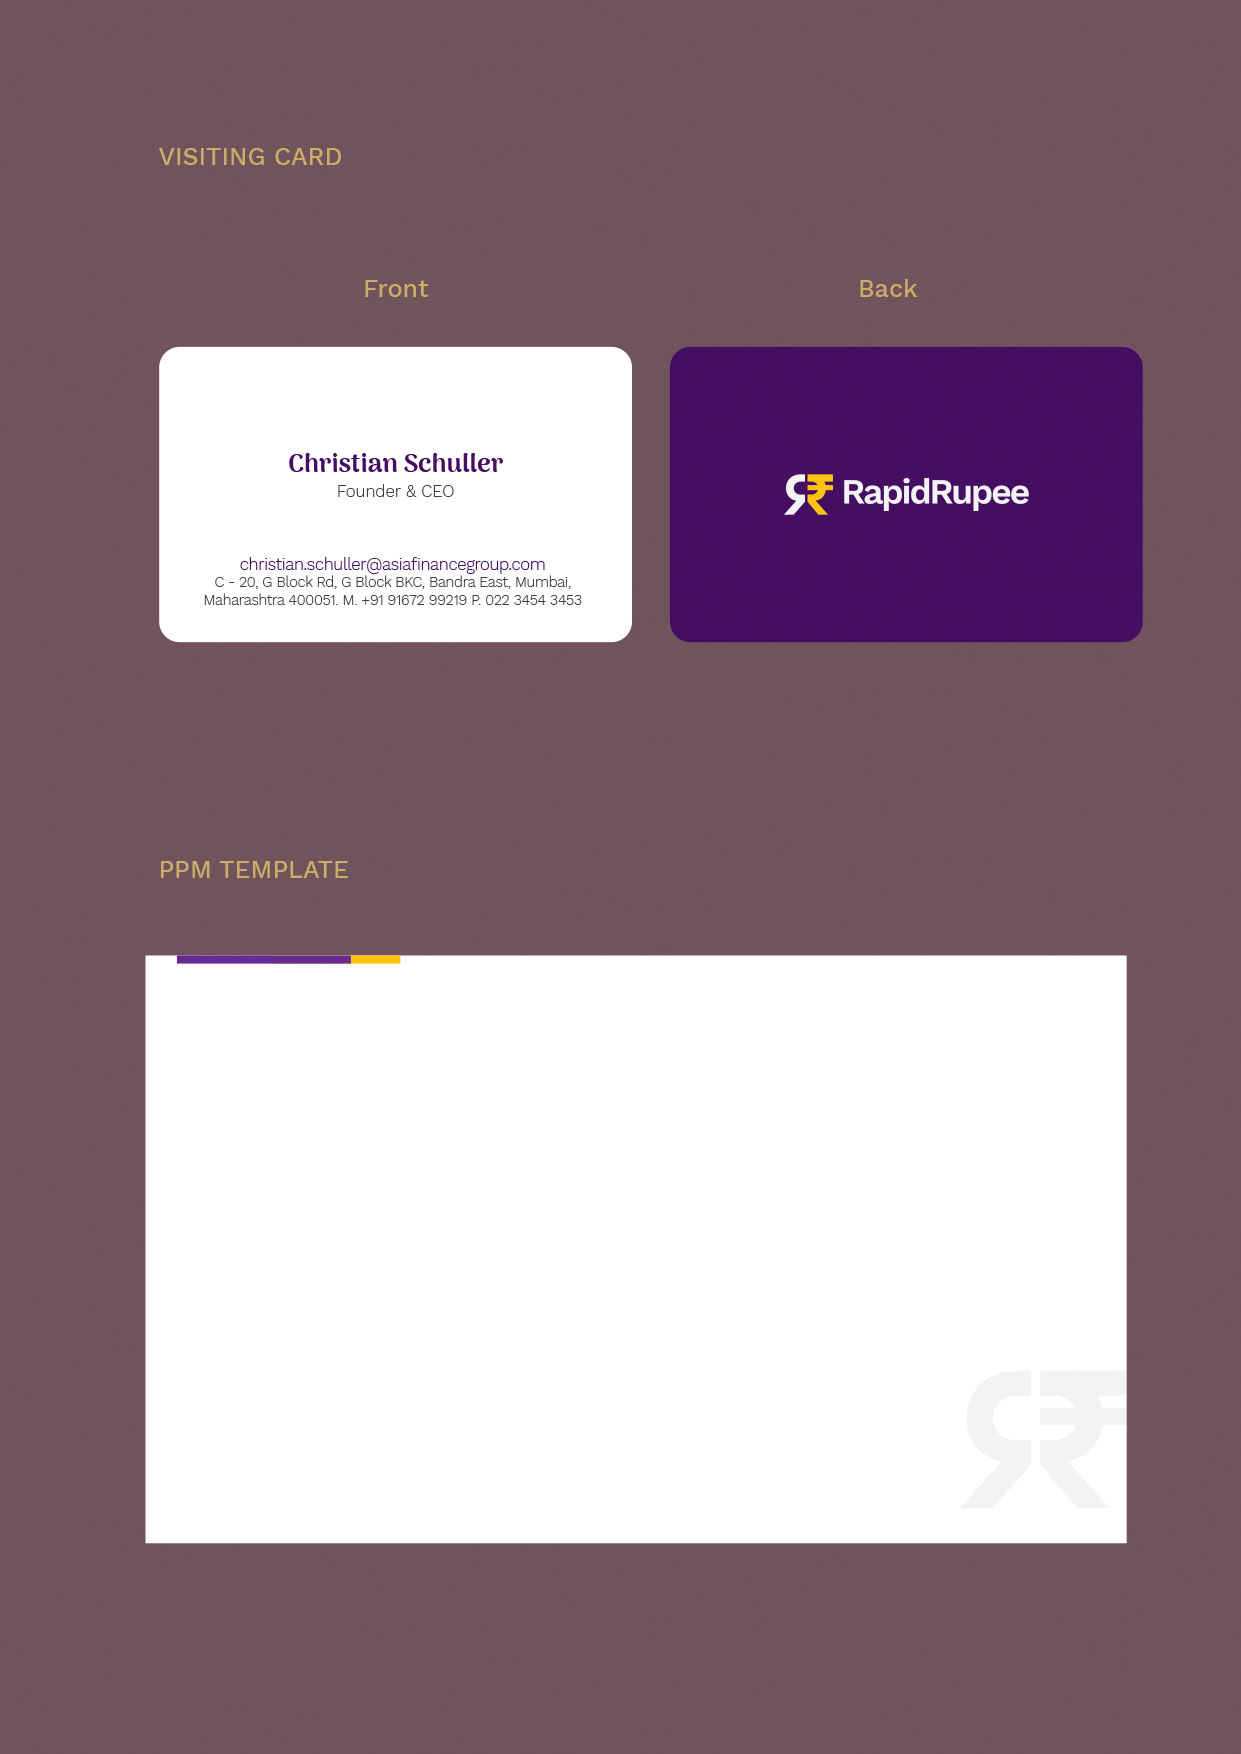 VISITING CARD
Front
Back
Christian Schuller
Founder & CEO
christian.schuller@asiafinancegroup.com
C - 20, G Block Rd, G Block BKC, Bandra East, Mumbai,
Maharashtra 400051. M. +91 91672 99219 P. 022 3454 3453
RapidRupee
PPM TEMPLATE